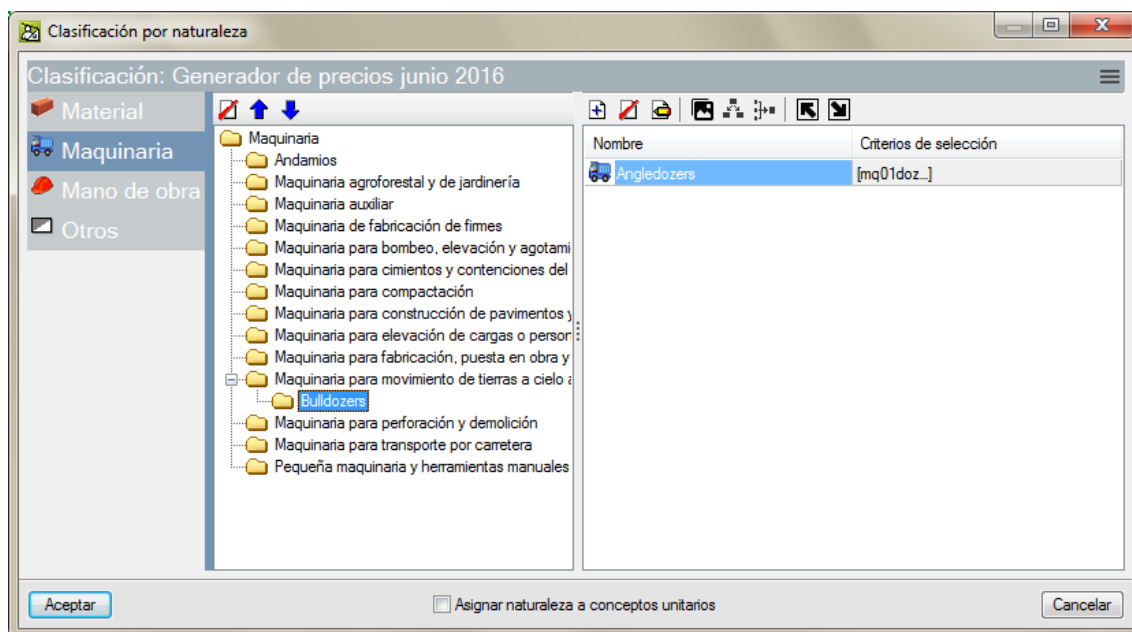 Clasificación por naturaleza
Clasificación: Generador de precios junio 2016
Material
Maquinaria
Mano de obra
Otros
Maquinaria
Andamios
Maquinaria agroforestal y de jardinería
Maquinaria auxiliar
Maquinaria de fabricación de firmes
Maquinaria para bombeo, elevación y agotami
Maquinaria para cimientos y contenciones del
Maquinaria para compactación
Maquinaria para construcción de pavimentos y
Maquinaria para elevación de cargas o person
Maquinaria para fabricación, puesta en obra y
Maquinaria para movimiento de tierras a cielo a
Bulldozers
Maquinaria para perforación y demolición
Maquinaria para transporte por carretera
Pequeña maquinaria y herramientas manuales
Nombre Criterios de selección
Angledozers [mq01doz...]
Aceptar Asignar naturaleza a conceptos unitarios Cancelar